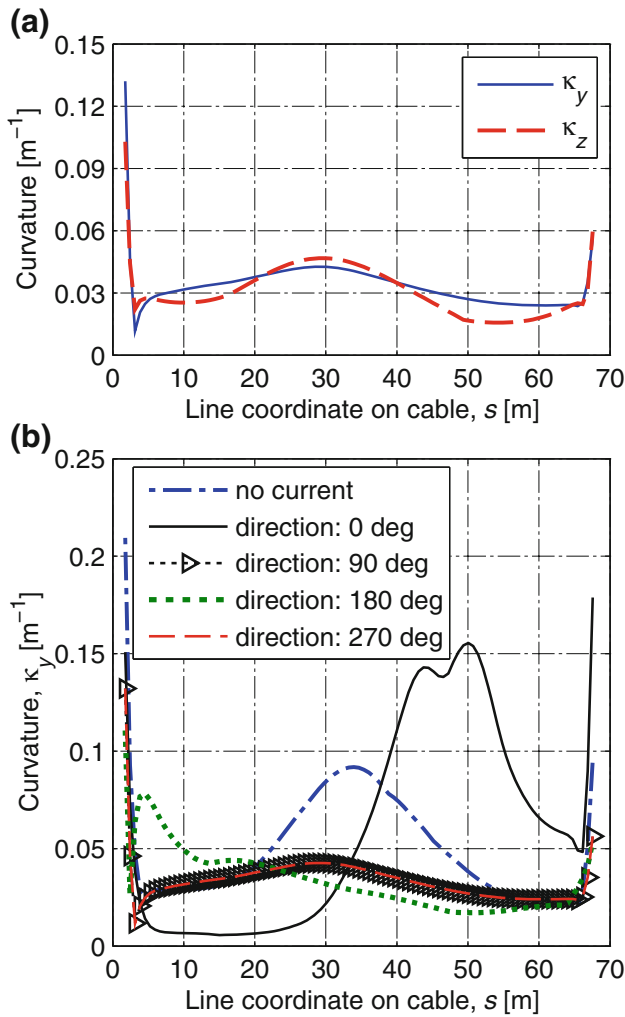 (a)
0.15
0.12
0.09
0.06
0.03
0
Curvature [m⁻¹]
κy
κz
0 10 20 30 40 50 60 70
Line coordinate on cable, s [m]
(b)
0.25
0.2
0.15
0.1
0.05
0
Curvature, κy [m⁻¹]
no current
direction: 0 deg
direction: 90 deg
direction: 180 deg
direction: 270 deg
0 10 20 30 40 50 60 70
Line coordinate on cable, s [m]